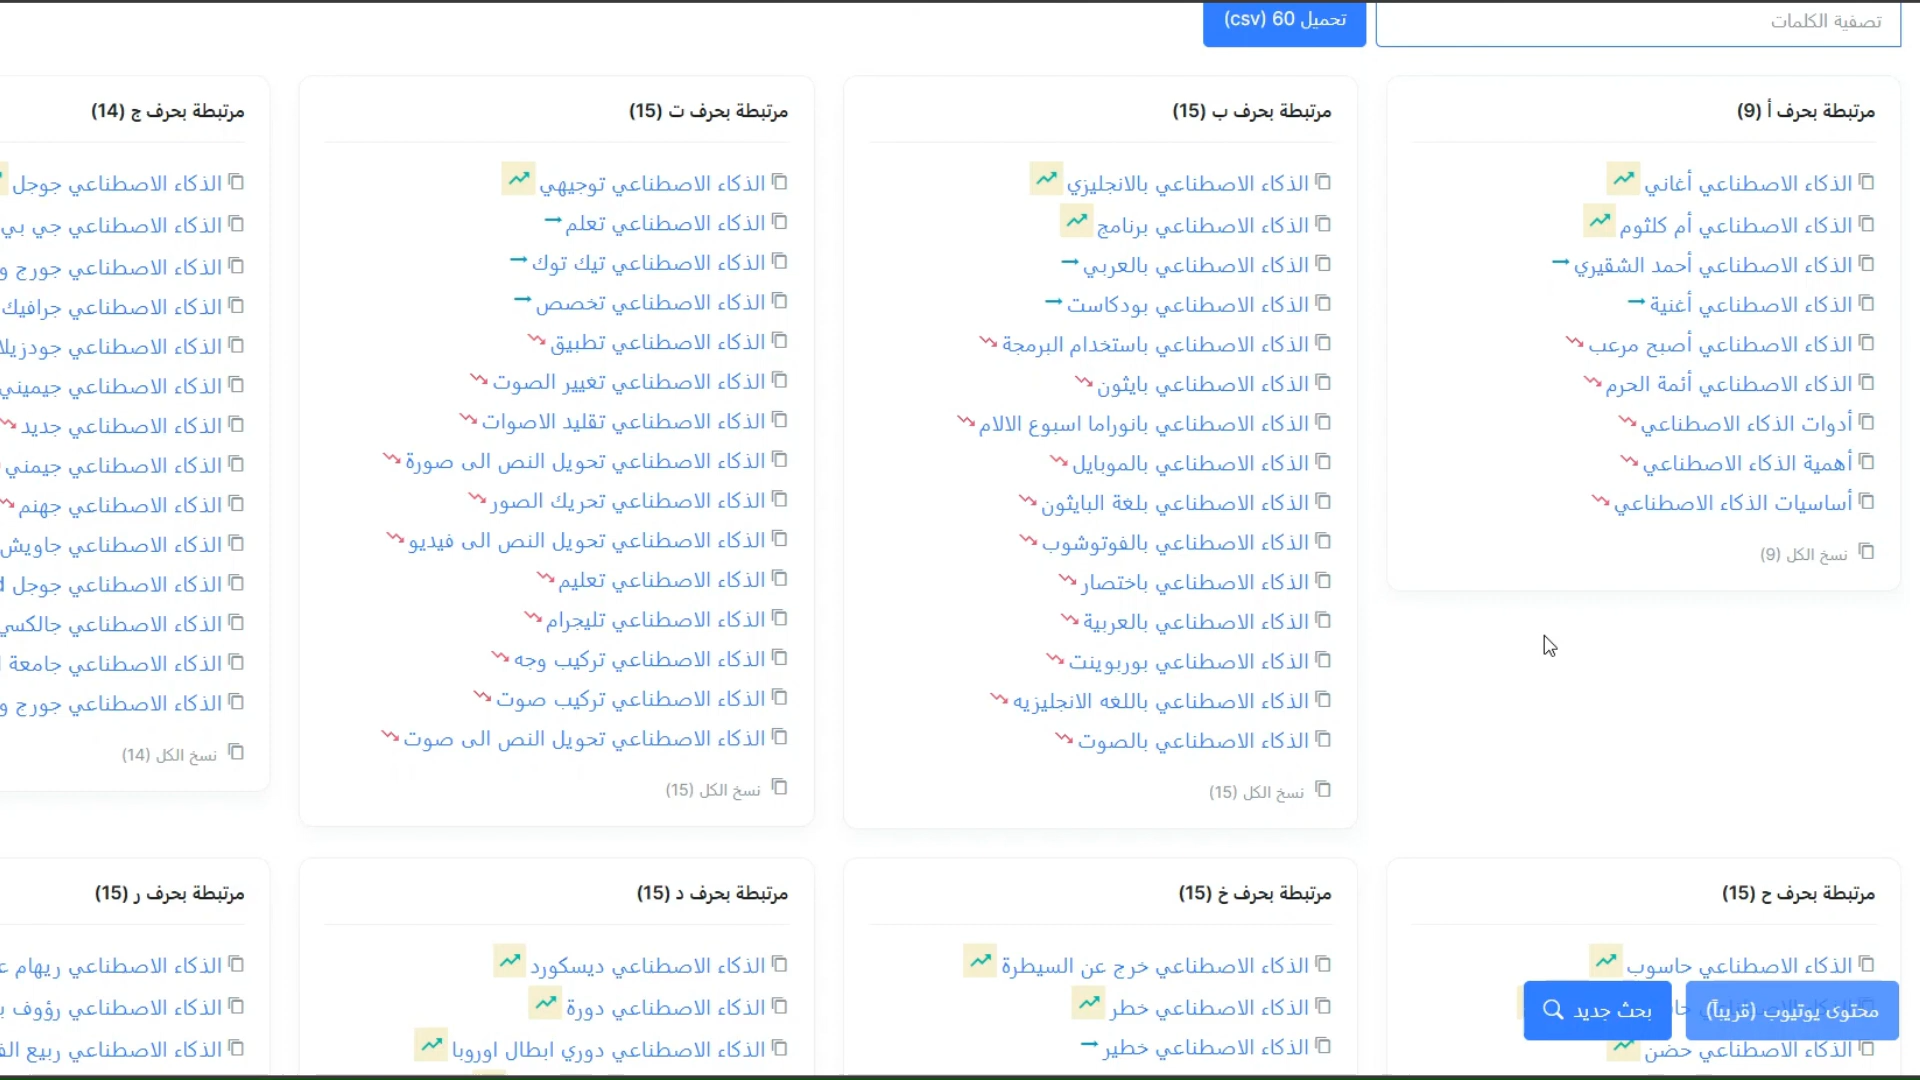 تصفية الكلمات
تحميل 60 (csv)
مرتبطة بحرف أ (9)
الذكاء الاصطناعي أغاني
الذكاء الاصطناعي أم كلثوم
الذكاء الاصطناعي أحمد الشقيري
الذكاء الاصطناعي أغنية
الذكاء الاصطناعي أصبح مرعب
الذكاء الاصطناعي أئمة الحرم
أدوات الذكاء الاصطناعي
أهمية الذكاء الاصطناعي
أساسيات الذكاء الاصطناعي
نسخ الكل (9)
مرتبطة بحرف ب (15)
الذكاء الاصطناعي بالانجليزي
الذكاء الاصطناعي برنامج
الذكاء الاصطناعي بالعربي
الذكاء الاصطناعي بودكاست
الذكاء الاصطناعي باستخدام البرمجة
الذكاء الاصطناعي بايثون
الذكاء الاصطناعي بانوراما اسبوع الالام
الذكاء الاصطناعي بالموبايل
الذكاء الاصطناعي بلغة البايثون
الذكاء الاصطناعي بالفوتوشوب
الذكاء الاصطناعي باختصار
الذكاء الاصطناعي بالعربية
الذكاء الاصطناعي بوربوينت
الذكاء الاصطناعي باللغه الانجليزيه
الذكاء الاصطناعي بالصوت
نسخ الكل (15)
مرتبطة بحرف ت (15)
الذكاء الاصطناعي توجيهي
الذكاء الاصطناعي تعلم
الذكاء الاصطناعي تيك توك
الذكاء الاصطناعي تخصص
الذكاء الاصطناعي تطبيق
الذكاء الاصطناعي تغيير الصوت
الذكاء الاصطناعي تقليد الاصوات
الذكاء الاصطناعي تحويل النص الى صورة
الذكاء الاصطناعي تحريك الصور
الذكاء الاصطناعي تحويل النص الى فيديو
الذكاء الاصطناعي تعليم
الذكاء الاصطناعي تليجرام
الذكاء الاصطناعي تركيب وجه
الذكاء الاصطناعي تركيب صوت
الذكاء الاصطناعي تحويل النص الى صوت
نسخ الكل (15)
مرتبطة بحرف ج (14)
الذكاء الاصطناعي جوجل
الذكاء الاصطناعي جي بي
الذكاء الاصطناعي جورج و
الذكاء الاصطناعي جرافيك
الذكاء الاصطناعي جودزيلا
الذكاء الاصطناعي جيميني
الذكاء الاصطناعي جديد
الذكاء الاصطناعي جيمني
الذكاء الاصطناعي جهنم
الذكاء الاصطناعي جاويش
الذكاء الاصطناعي جوجل
الذكاء الاصطناعي جالكسي
الذكاء الاصطناعي جامعة
الذكاء الاصطناعي جورج و
نسخ الكل (14)
مرتبطة بحرف ح (15)
الذكاء الاصطناعي حاسوب
الذكاء الاصطناعي حضن
محتوى يوتيوب (قريباً)
بحث جديد
مرتبطة بحرف خ (15)
الذكاء الاصطناعي خرج عن السيطرة
الذكاء الاصطناعي خطر
الذكاء الاصطناعي خطير
مرتبطة بحرف د (15)
الذكاء الاصطناعي ديسكورد
الذكاء الاصطناعي دورة
الذكاء الاصطناعي دوري ابطال اوروبا
مرتبطة بحرف ر (15)
الذكاء الاصطناعي ريهام
الذكاء الاصطناعي رؤوف
الذكاء الاصطناعي ربيع